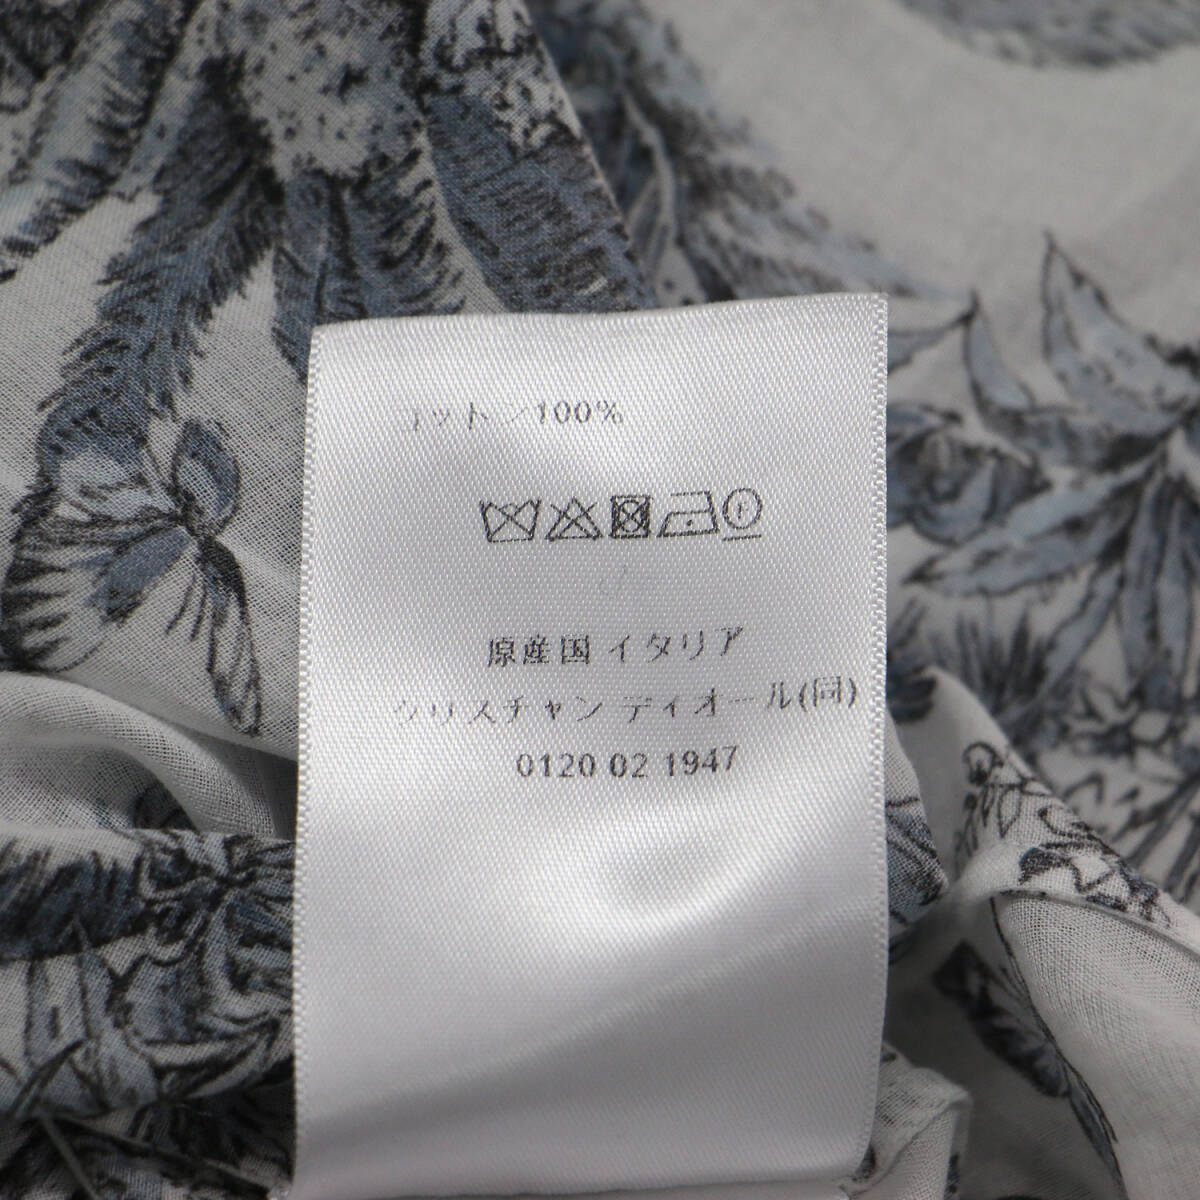 コットン100%
F
原産国 イタリア
クリスチャン ディオール(同)
0120 02 1947